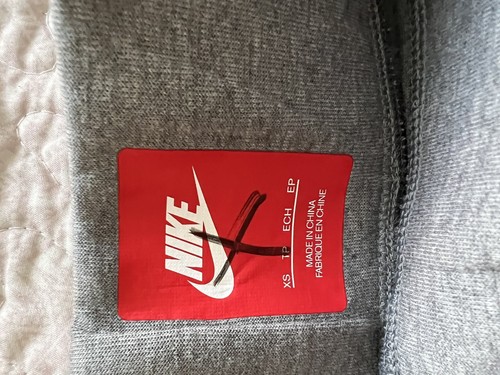 NIKE
XS TP ECH EP
MADE IN CHINA
FABRIQUE EN CHINE